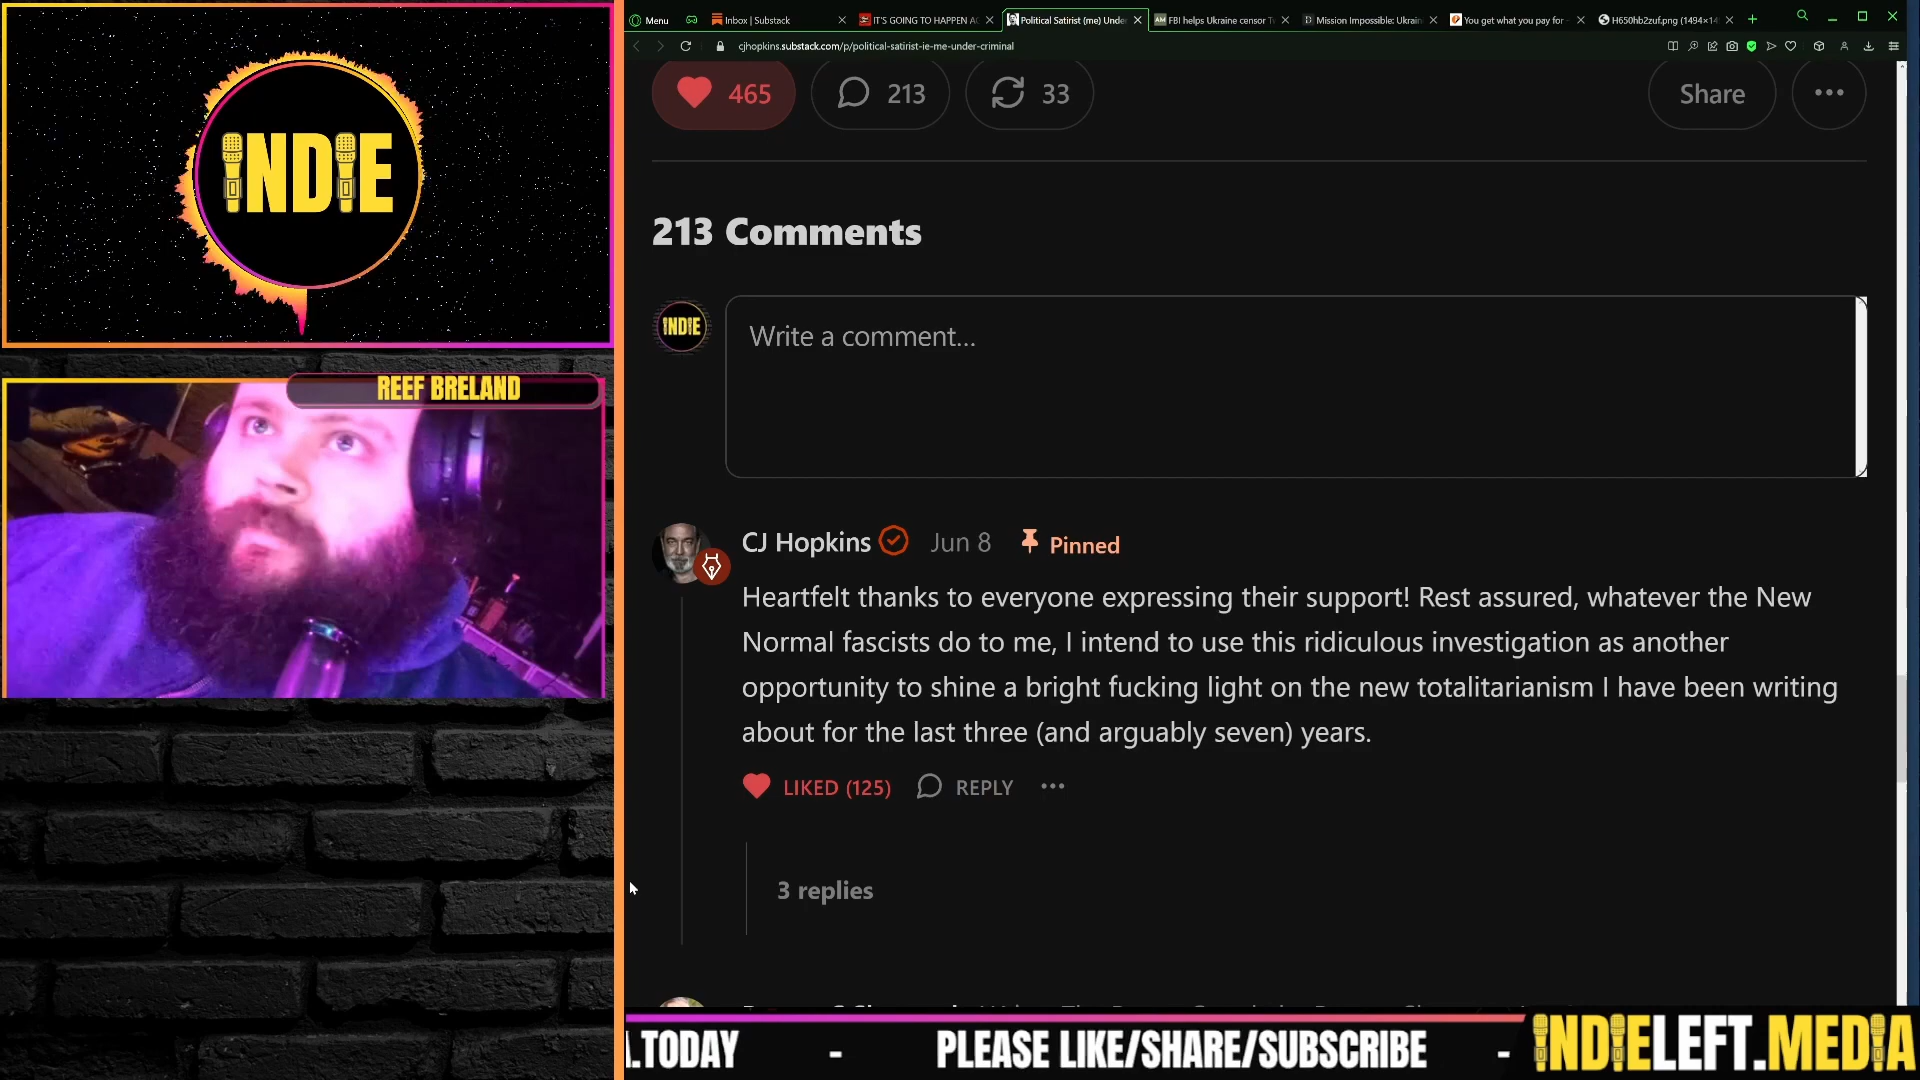 Menu
Inbox | Substack
IT'S GOING TO HAPPEN A
Political Satirist (me) Unde
FBI helps Ukraine censor T
Mission Impossible: Ukrain
You get what you pay for
H650hb2zuf.png (1494×14
cjhopkins.substack.com/p/political-satirist-ie-me-under-criminal
INDIE
REEF BRELAND
465
213
33
Share
213 Comments
INDIE
Write a comment...
CJ Hopkins Jun 8 Pinned
Heartfelt thanks to everyone expressing their support! Rest assured, whatever the New
Normal fascists do to me, I intend to use this ridiculous investigation as another
opportunity to shine a bright fucking light on the new totalitarianism I have been writing
about for the last three (and arguably seven) years.
LIKED (125) REPLY
3 replies
.TODAY - PLEASE LIKE/SHARE/SUBSCRIBE -
INDIELEFT.MEDIA